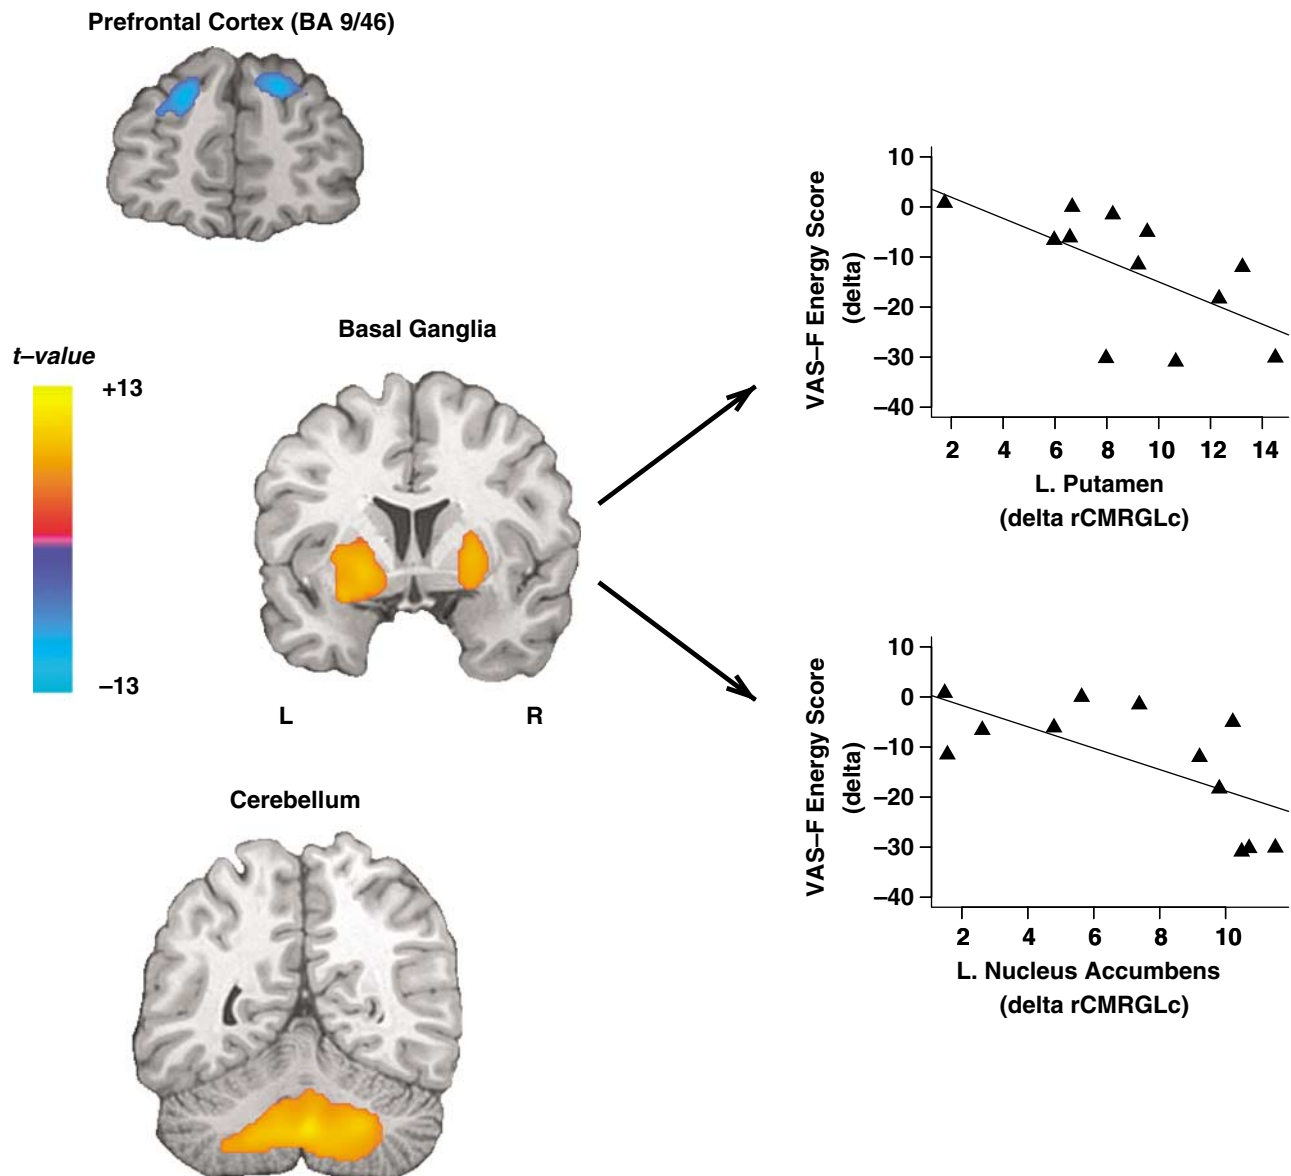 Prefrontal Cortex (BA 9/46)
Basal Ganglia
t–value
+13
–13
L
R
Cerebellum
VAS–F Energy Score
(delta)
10
0
–10
–20
–30
–40
2 4 6 8 10 12 14
L. Putamen
(delta rCMRGLc)
VAS–F Energy Score
(delta)
10
0
–10
–20
–30
–40
2 4 6 8 10
L. Nucleus Accumbens
(delta rCMRGLc)